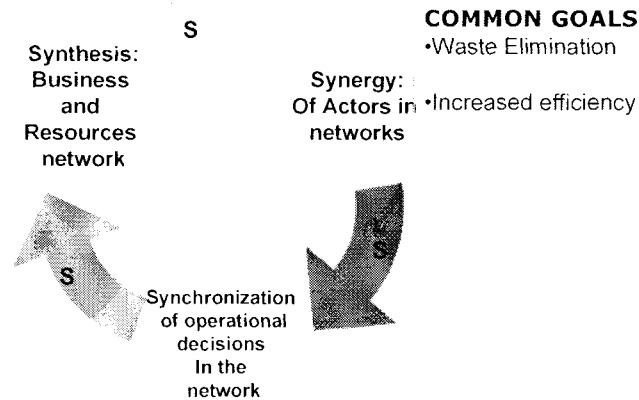 S
Synthesis:
Business
and
Resources
network
Synergy:
Of Actors in
networks
COMMON GOALS
•Waste Elimination
•Increased efficiency
S
S
Synchronization
of operational
decisions
In the
network